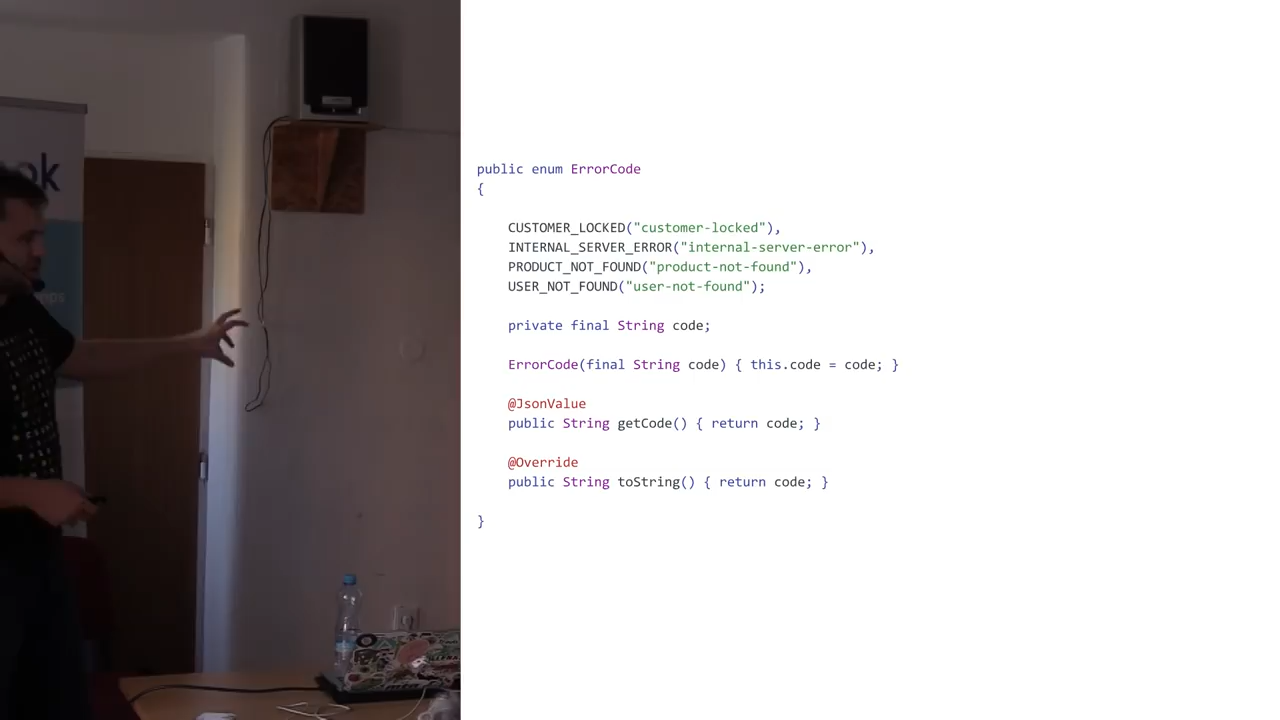 ok
apps
public enum ErrorCode
{
CUSTOMER_LOCKED("customer-locked"),
INTERNAL_SERVER_ERROR("internal-server-error"),
PRODUCT_NOT_FOUND("product-not-found"),
USER_NOT_FOUND("user-not-found");
private final String code;
ErrorCode(final String code) { this.code = code; }
@JsonValue
public String getCode() { return code; }
@Override
public String toString() { return code; }
}